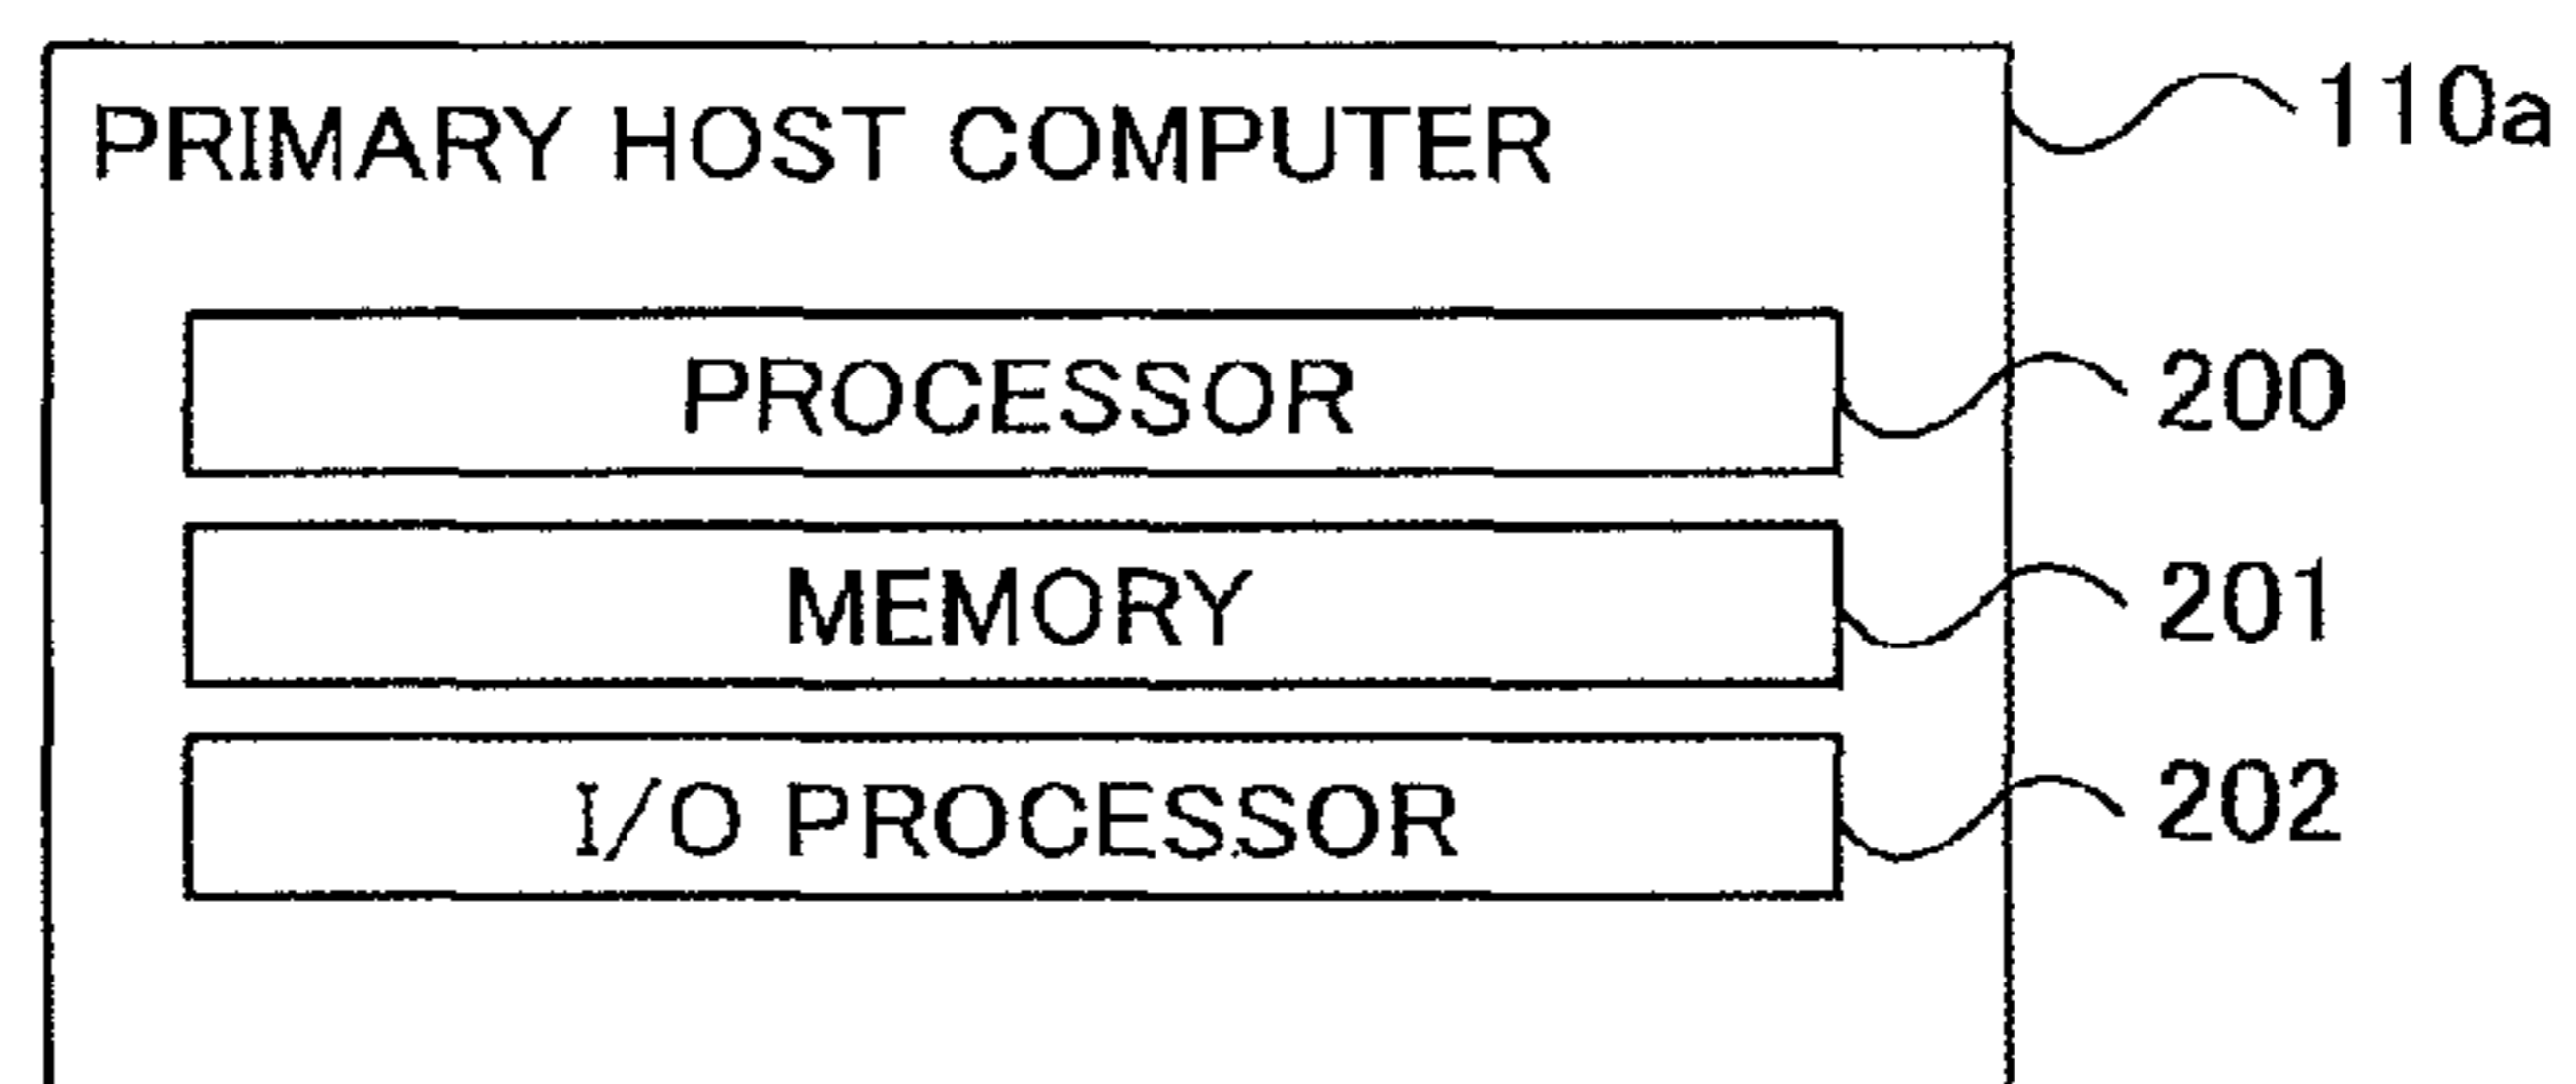 PRIMARY HOST COMPUTER 110a
PROCESSOR 200
MEMORY 201
I/O PROCESSOR 202